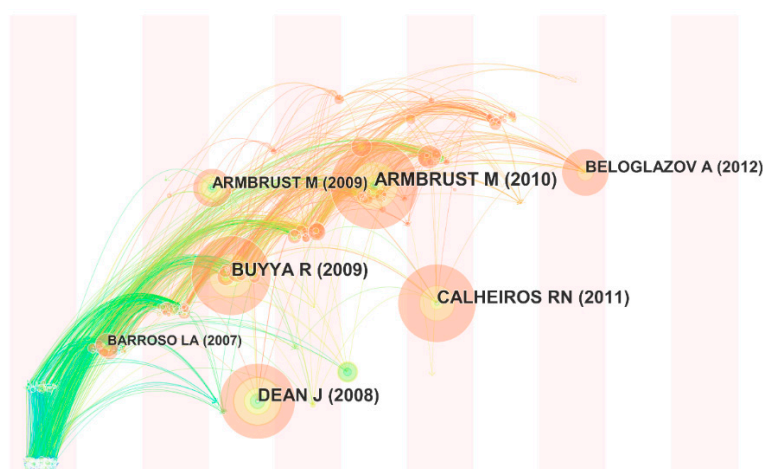 BELOGLAZOV A (2012)
ARMBRUST M (2009)
ARMBRUST M (2010)
BUYYA R (2009)
CALHEIROS RN (2011)
BARROSO LA (2007)
DEAN J (2008)